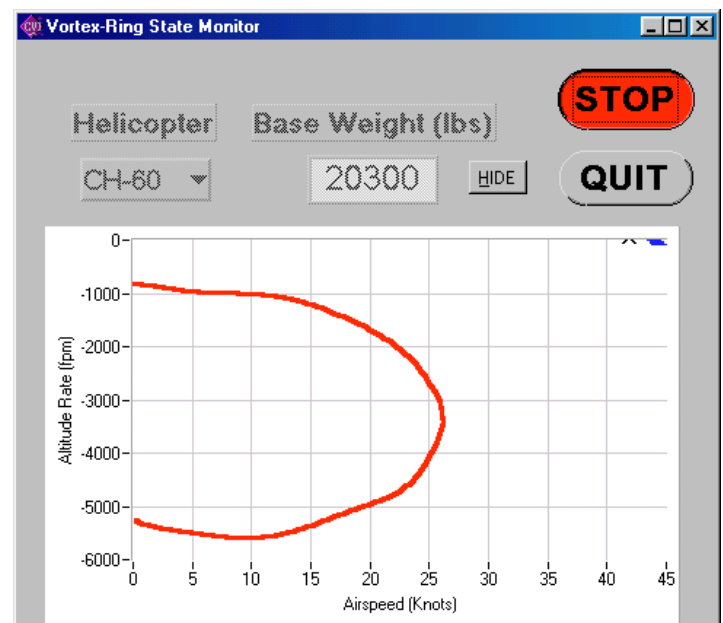 CVI Vortex-Ring State Monitor
STOP
Helicopter Base Weight (lbs)
CH-60 20300 HIDE QUIT
0
-1000
-2000
-3000
-4000
-5000
-6000
Altitude Rate (fpm)
0 5 10 15 20 25 30 35 40 45
Airspeed (Knots)